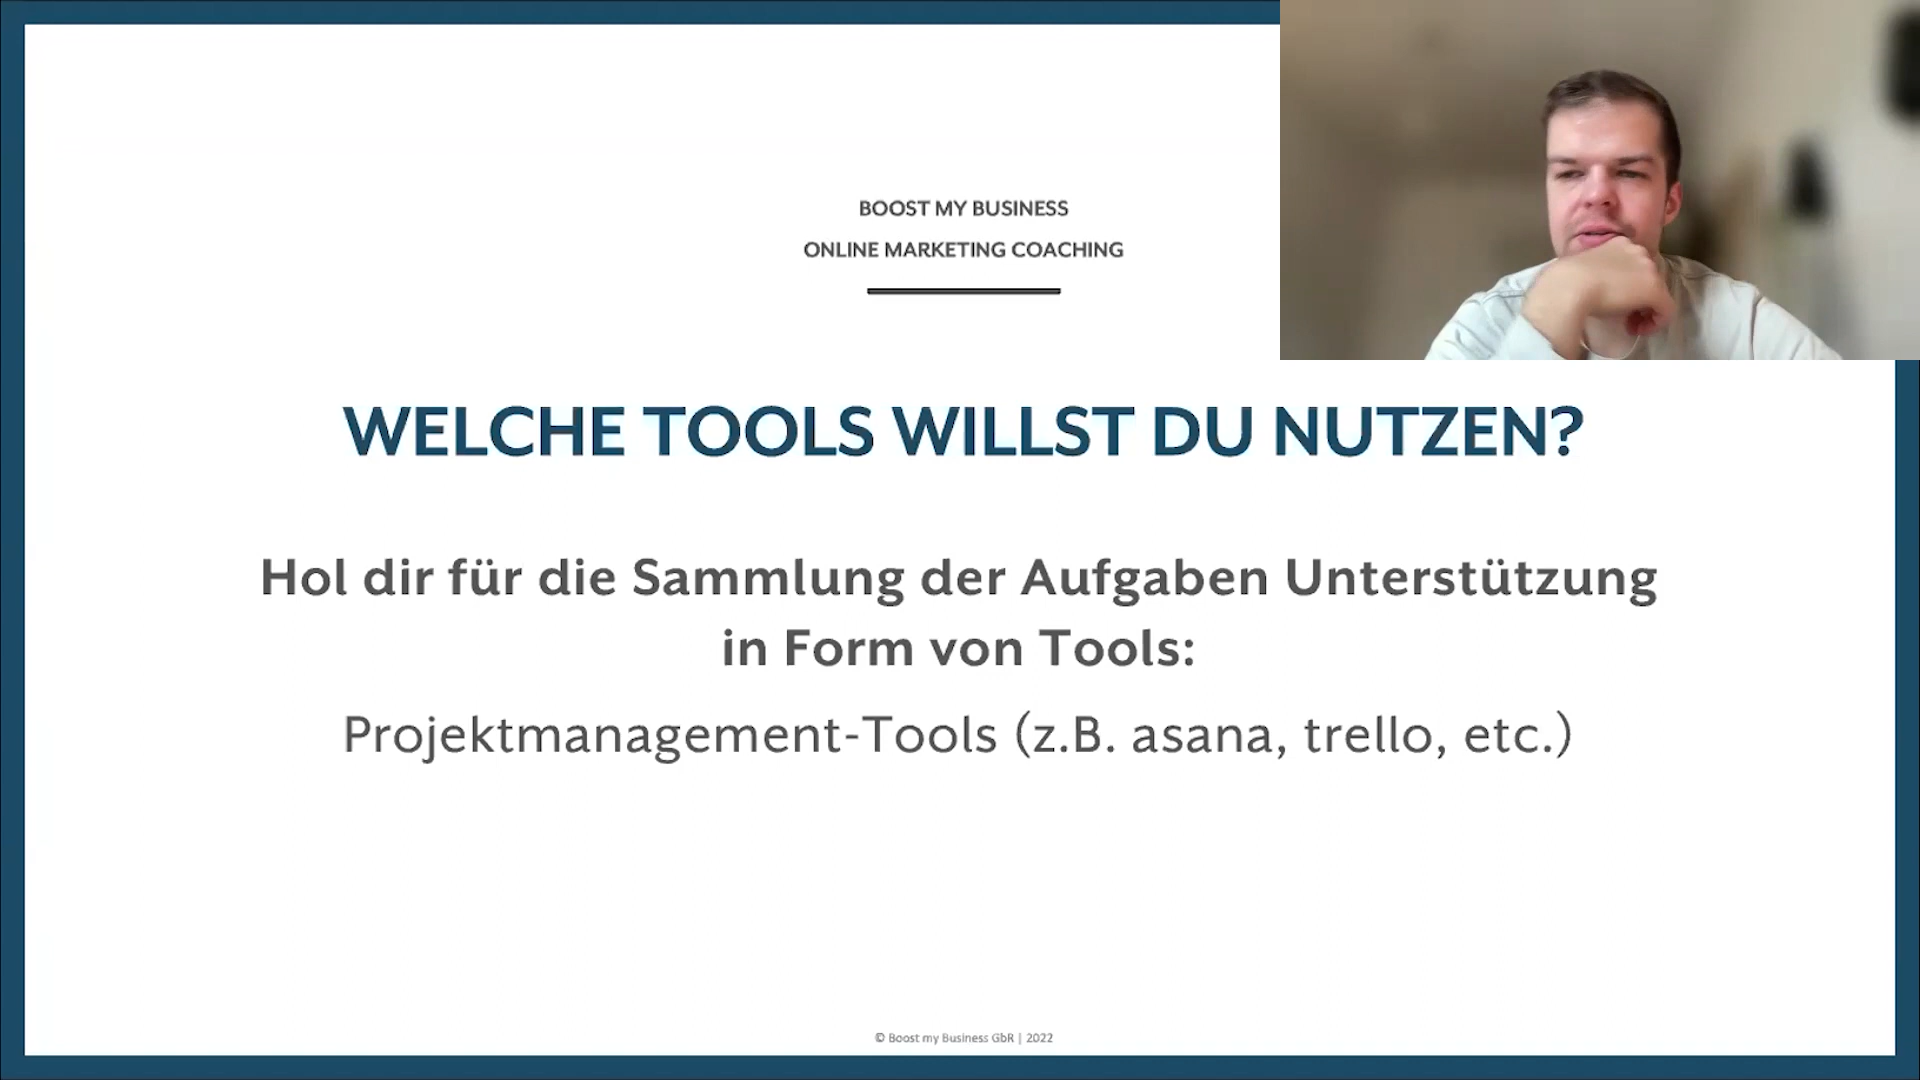 BOOST MY BUSINESS
ONLINE MARKETING COACHING
WELCHE TOOLS WILLST DU NUTZEN?
Hol dir für die Sammlung der Aufgaben Unterstützung
in Form von Tools:
Projektmanagement-Tools (z.B. asana, trello, etc.)
© Boost my Business GbR | 2022